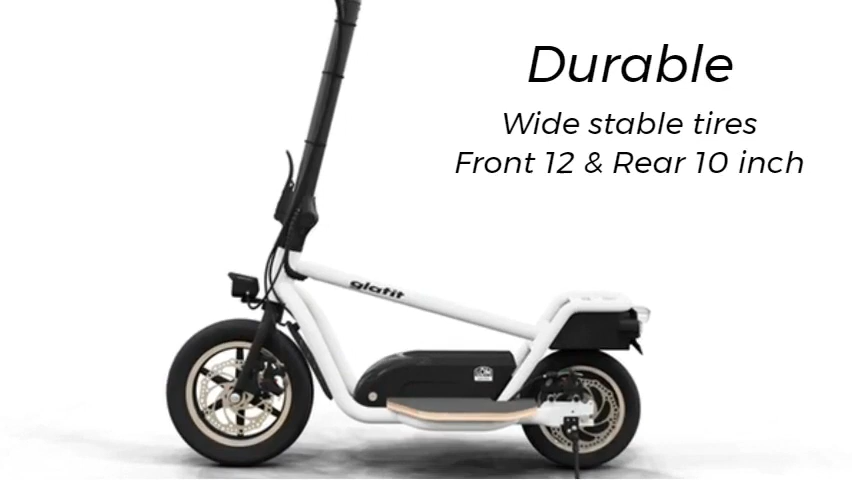 Durable
Wide stable tires
Front 12 & Rear 10 inch
glafit